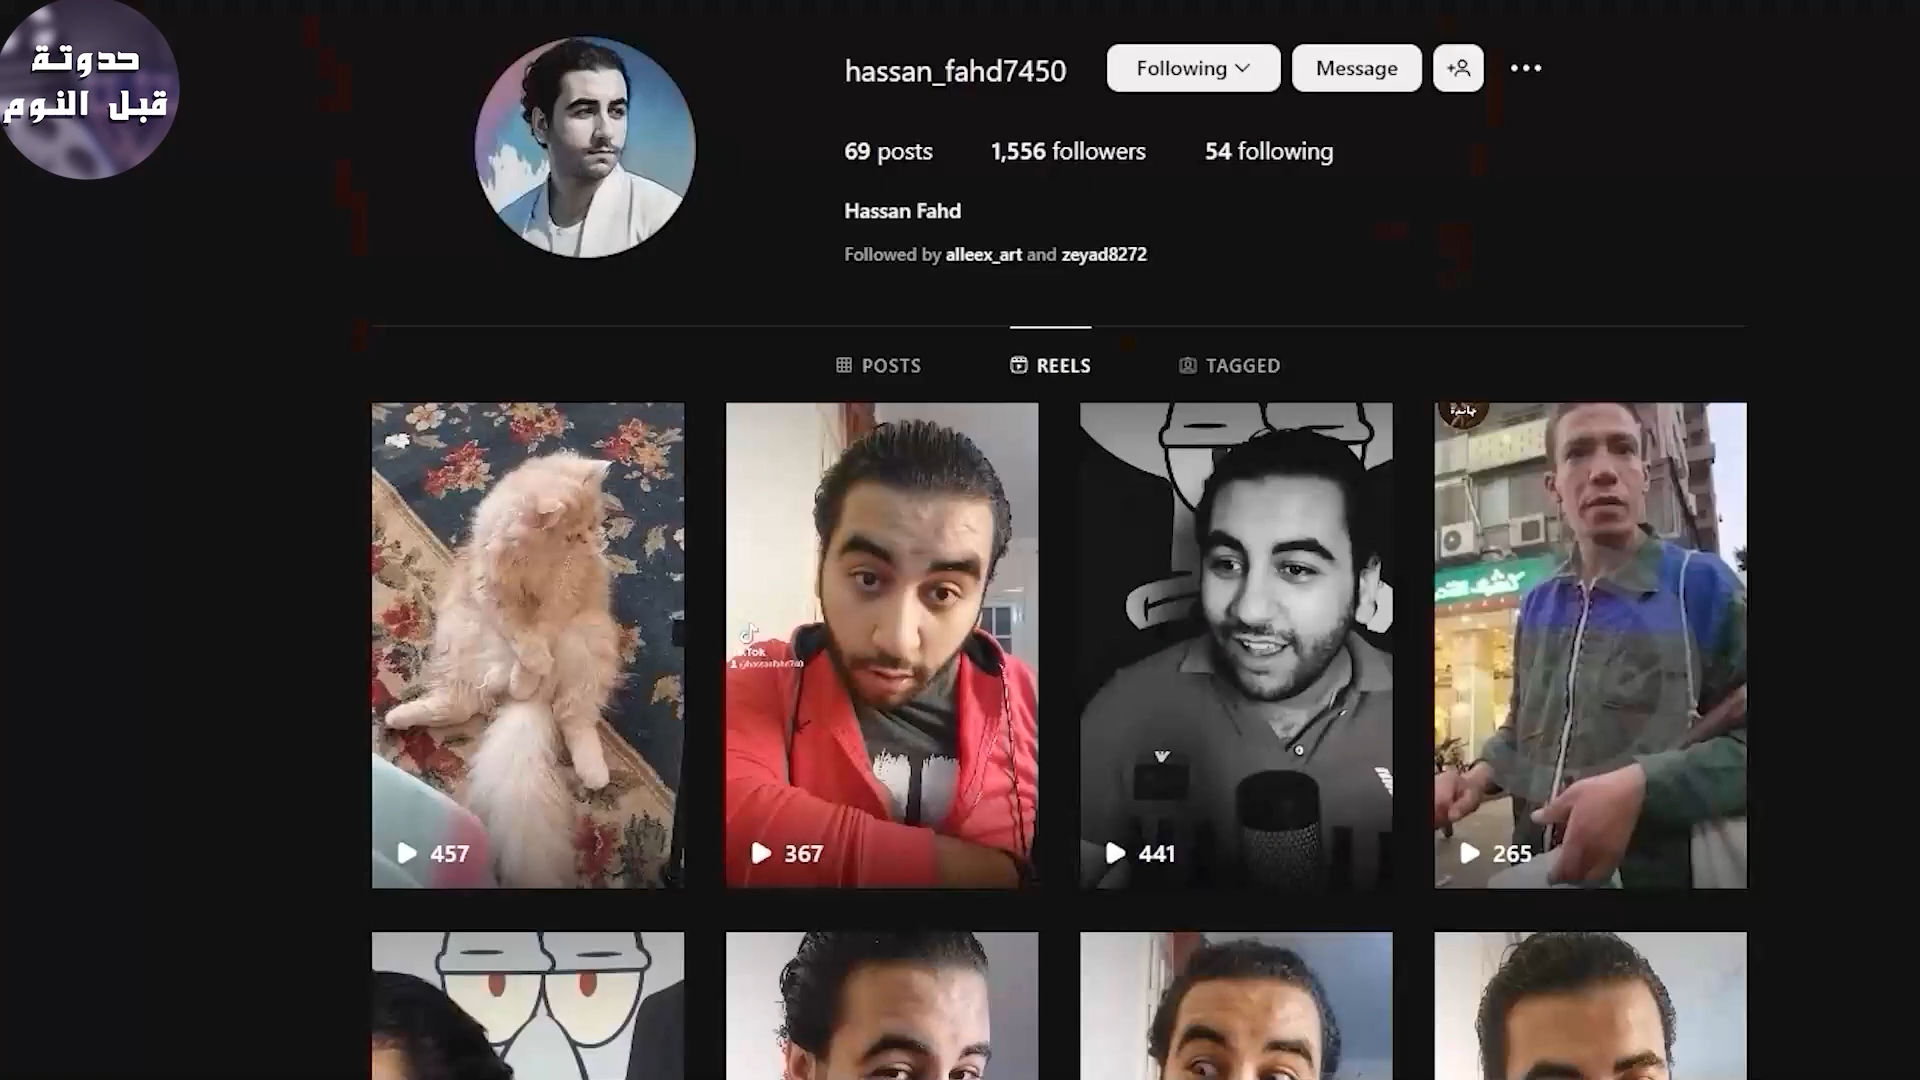 حدوتة
قبل النوم
hassan_fahd7450
Following
Message
69 posts
1,556 followers
54 following
Hassan Fahd
Followed by alleex_art and zeyad8272
POSTS
REELS
TAGGED
457
367
441
265